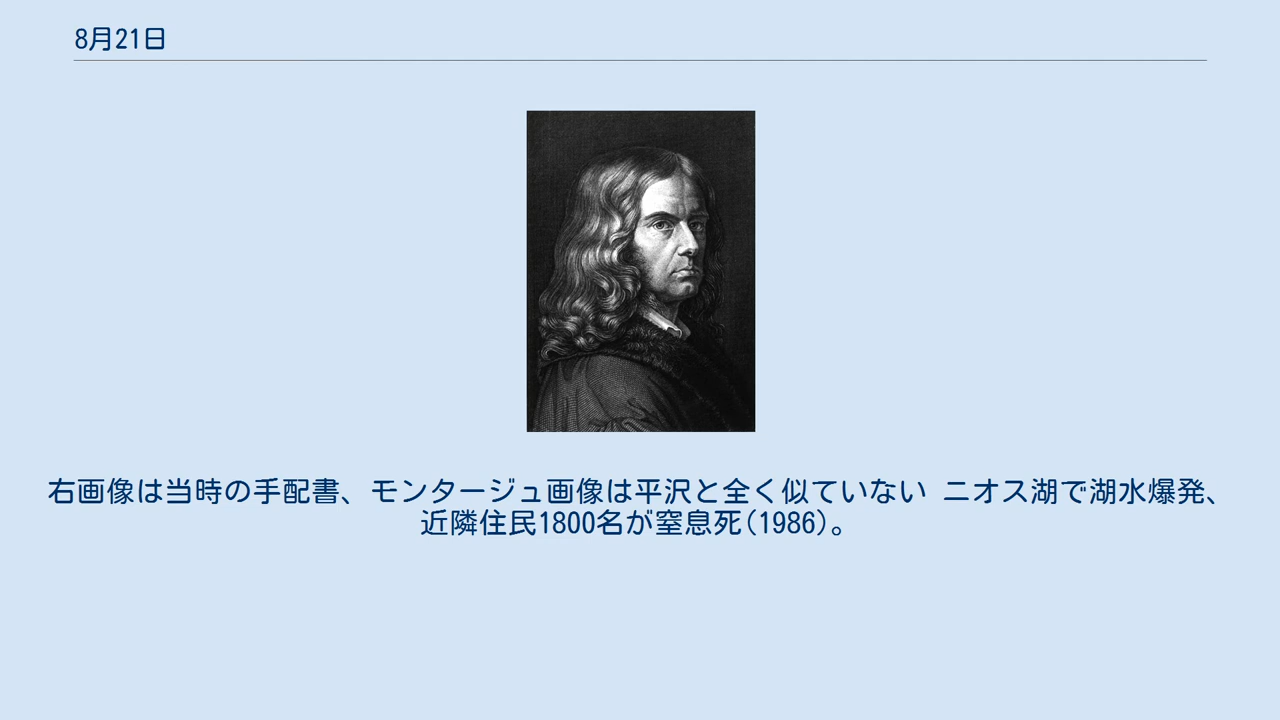 8月21日
右画像は当時の手配書、モンタージュ画像は平沢と全く似ていない ニオス湖で湖水爆発、
近隣住民1800名が窒息死(1986)。